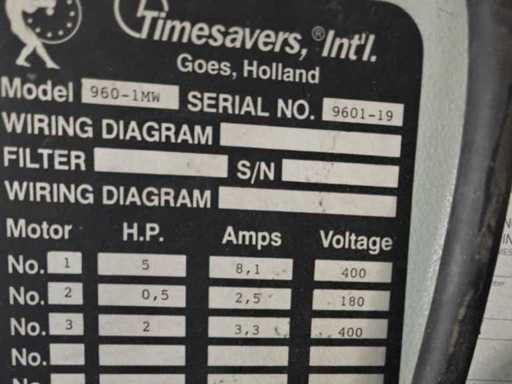 Timesavers,® Int'l.
Goes, Holland
Model 960-1MW SERIAL NO. 9601-19
WIRING DIAGRAM
FILTER S/N
WIRING DIAGRAM
Motor H.P. Amps Voltage
No. 1 5 8,1 400
No. 2 0,5 2,5 180
No. 3 2 3,3 400
No.
No.